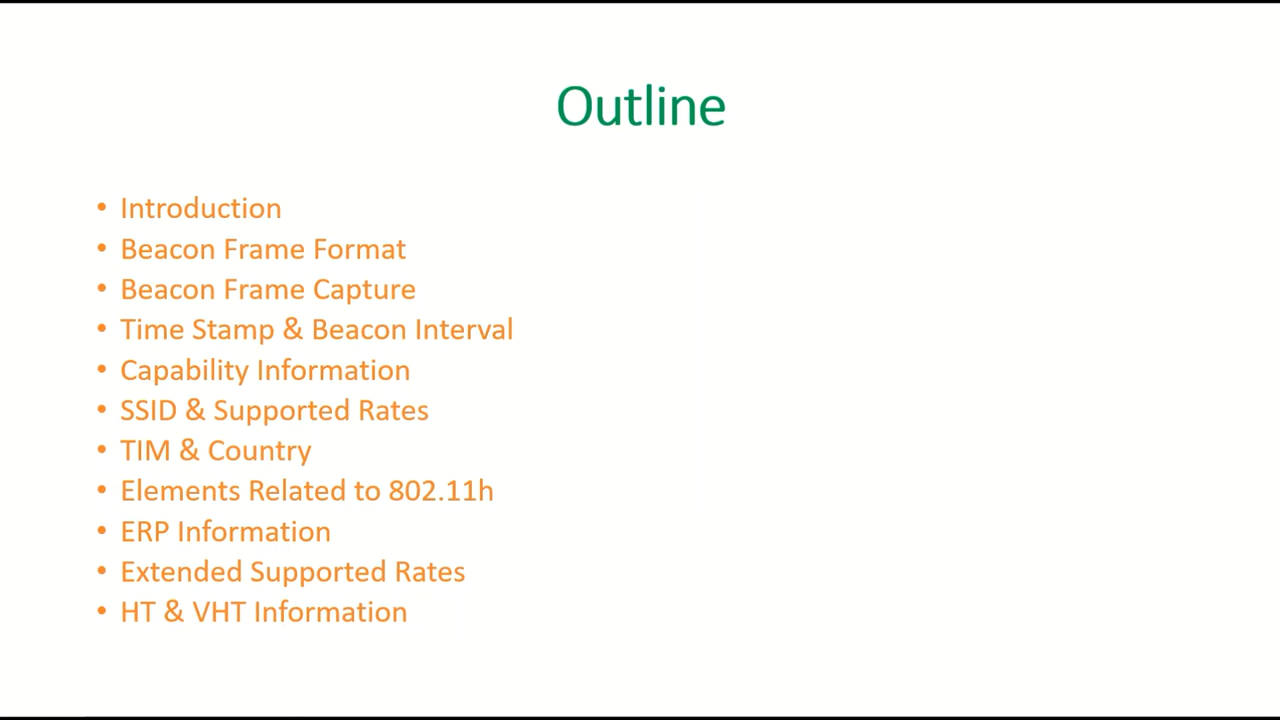 Outline
• Introduction
• Beacon Frame Format
• Beacon Frame Capture
• Time Stamp & Beacon Interval
• Capability Information
• SSID & Supported Rates
• TIM & Country
• Elements Related to 802.11h
• ERP Information
• Extended Supported Rates
• HT & VHT Information